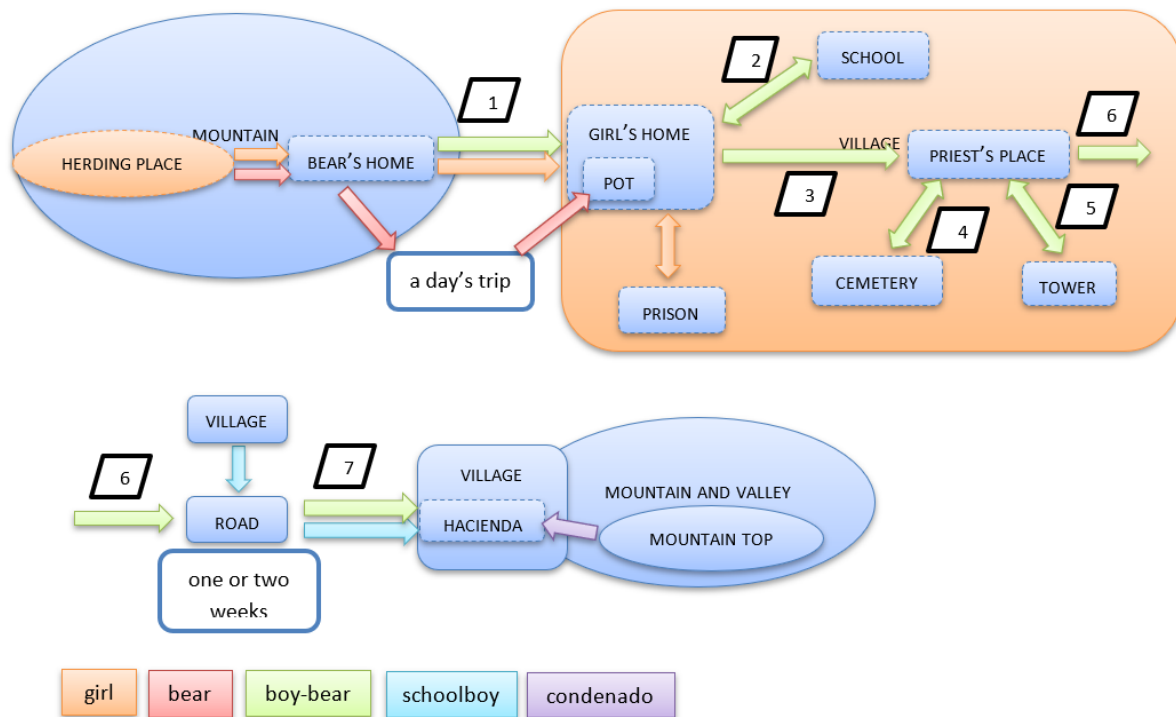 SCHOOL
2
1
6
MOUNTAIN
GIRL'S HOME
VILLAGE
HERDING PLACE
BEAR'S HOME
PRIEST'S PLACE
POT
3
5
4
a day's trip
CEMETERY
TOWER
PRISON
VILLAGE
6
7
VILLAGE
MOUNTAIN AND VALLEY
ROAD
HACIENDA
MOUNTAIN TOP
one or two
weeks
girl
bear
boy-bear
schoolboy
condenado